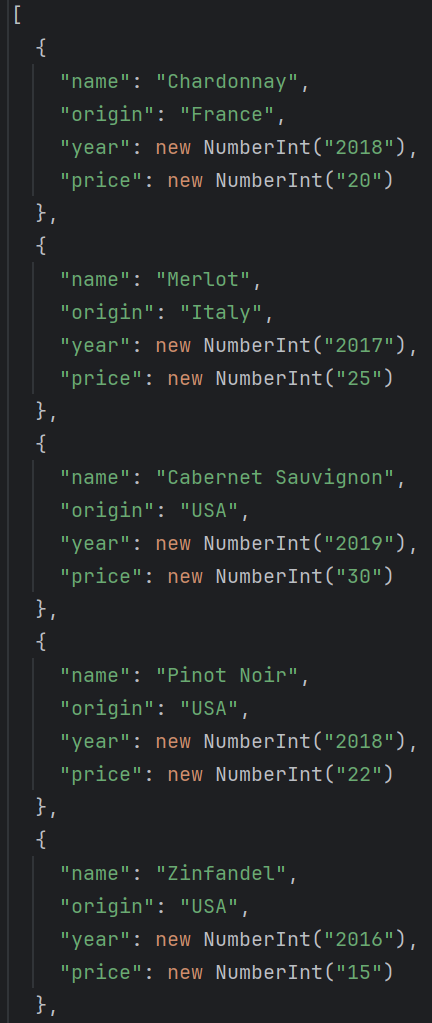 [
  {
    "name": "Chardonnay",
    "origin": "France",
    "year": new NumberInt("2018"),
    "price": new NumberInt("20")
  },
  {
    "name": "Merlot",
    "origin": "Italy",
    "year": new NumberInt("2017"),
    "price": new NumberInt("25")
  },
  {
    "name": "Cabernet Sauvignon",
    "origin": "USA",
    "year": new NumberInt("2019"),
    "price": new NumberInt("30")
  },
  {
    "name": "Pinot Noir",
    "origin": "USA",
    "year": new NumberInt("2018"),
    "price": new NumberInt("22")
  },
  {
    "name": "Zinfandel",
    "origin": "USA",
    "year": new NumberInt("2016"),
    "price": new NumberInt("15")
  },